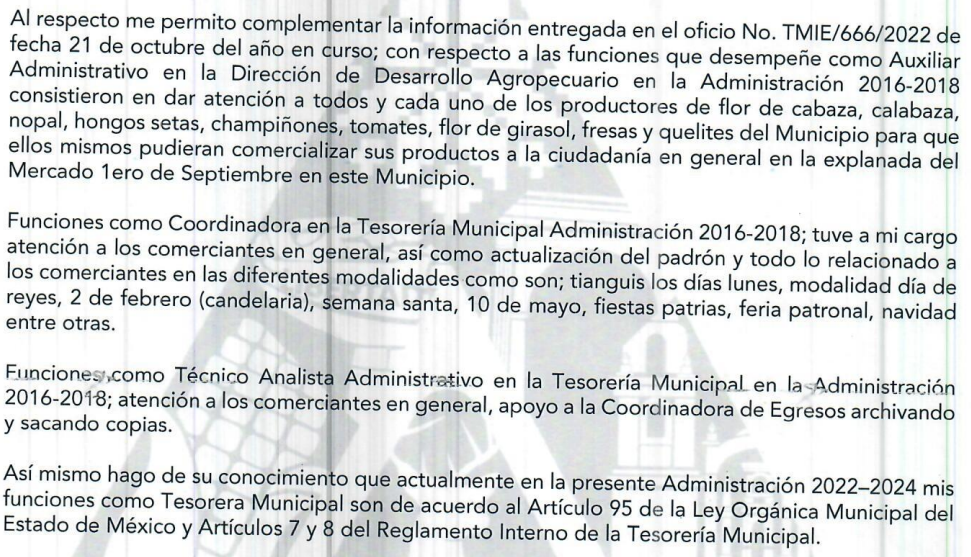 Al respecto me permito complementar la información entregada en el oficio No. TMIE/666/2022 de
fecha 21 de octubre del año en curso; con respecto a las funciones que desempeñe como Auxiliar
Administrativo en la Dirección de Desarrollo Agropecuario en la Administración 2016-2018
consistieron en dar atención a todos y cada uno de los productores de flor de cabaza, calabaza,
nopal, hongos setas, champiñones, tomates, flor de girasol, fresas y quelites del Municipio para que
ellos mismos pudieran comercializar sus productos a la ciudadanía en general en la explanada del
Mercado 1ero de Septiembre en este Municipio.
Funciones como Coordinadora en la Tesorería Municipal Administración 2016-2018; tuve a mi cargo
atención a los comerciantes en general, así como actualización del padrón y todo lo relacionado a
los comerciantes en las diferentes modalidades como son; tianguis los días lunes, modalidad día de
reyes, 2 de febrero (candelaria), semana santa, 10 de mayo, fiestas patrias, feria patronal, navidad
entre otras.
Funciones como Técnico Analista Administrativo en la Tesorería Municipal en la Administración
2016-2018; atención a los comerciantes en general, apoyo a la Coordinadora de Egresos archivando
y sacando copias.
Así mismo hago de su conocimiento que actualmente en la presente Administración 2022–2024 mis
funciones como Tesorera Municipal son de acuerdo al Artículo 95 de la Ley Orgánica Municipal del
Estado de México y Artículos 7 y 8 del Reglamento Interno de la Tesorería Municipal.